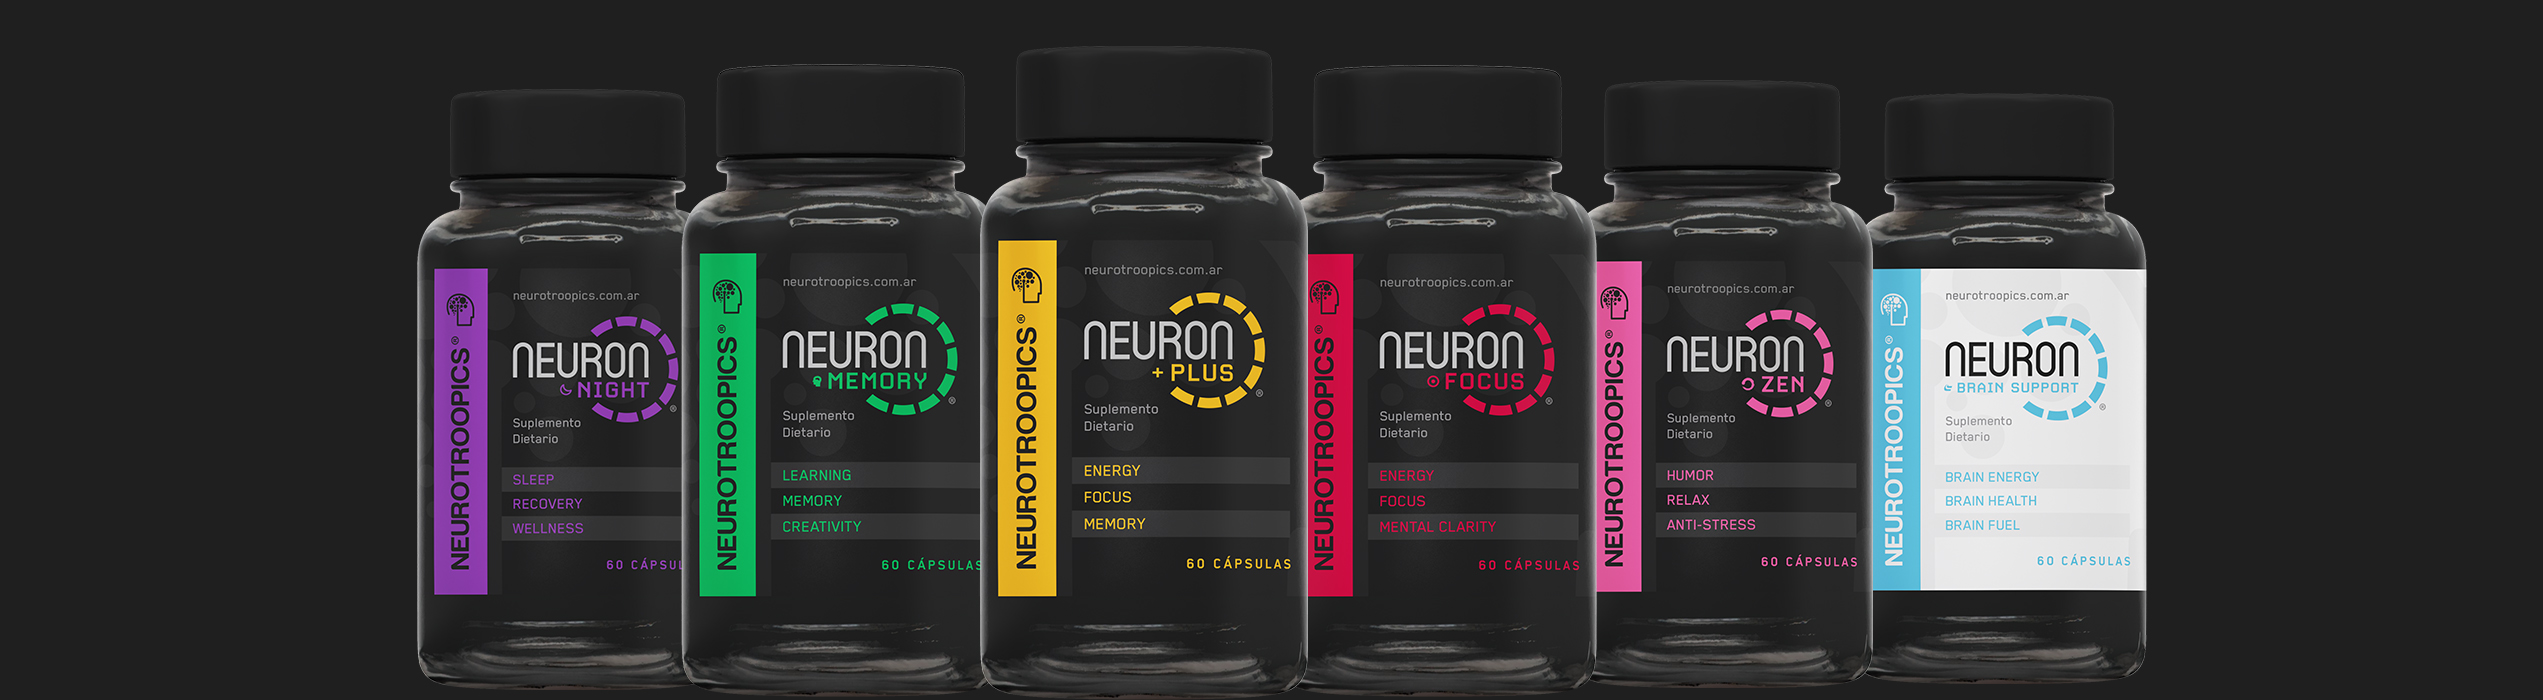 NEUROTROOPICS®
neurotroopics.com.ar
NEURON
NIGHT
®
Suplemento
Dietario
SLEEP
RECOVERY
WELLNESS
60 CÁPSUL
NEUROTROOPICS®
neurotroopics.com.ar
NEURON
MEMORY
®
Suplemento
Dietario
LEARNING
MEMORY
CREATIVITY
60 CÁPSULAS
NEUROTROOPICS®
neurotroopics.com.ar
NEURON
+ PLUS
®
Suplemento
Dietario
ENERGY
FOCUS
MEMORY
60 CÁPSULAS
NEUROTROOPICS®
neurotroopics.com.ar
NEURON
FOCUS
®
Suplemento
Dietario
ENERGY
FOCUS
MENTAL CLARITY
60 CÁPSULAS
NEUROTROOPICS®
neurotroopics.com.ar
NEURON
ZEN
®
Suplemento
Dietario
HUMOR
RELAX
ANTI-STRESS
60 CÁPSULAS
NEUROTROOPICS®
neurotroopics.com.ar
NEURON
BRAIN SUPPORT
®
Suplemento
Dietario
BRAIN ENERGY
BRAIN HEALTH
BRAIN FUEL
60 CÁPSULAS